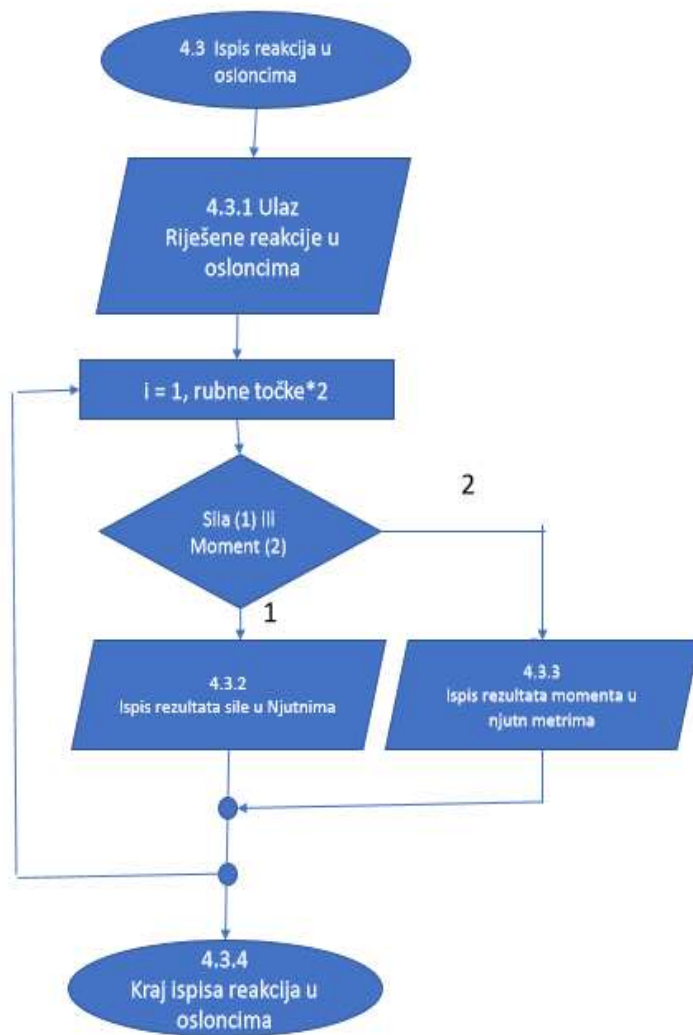 4.3 Ispis reakcija u
osloncima
4.3.1 Ulaz
Riješene reakcije u
osloncima
i = 1, rubne točke*2
Sila (1) ili
Moment (2)
2
1
4.3.2
Ispis rezultata sile u Njutnima
4.3.3
Ispis rezultata momenta u
njutn metrima
4.3.4
Kraj ispisa reakcija u
osloncima